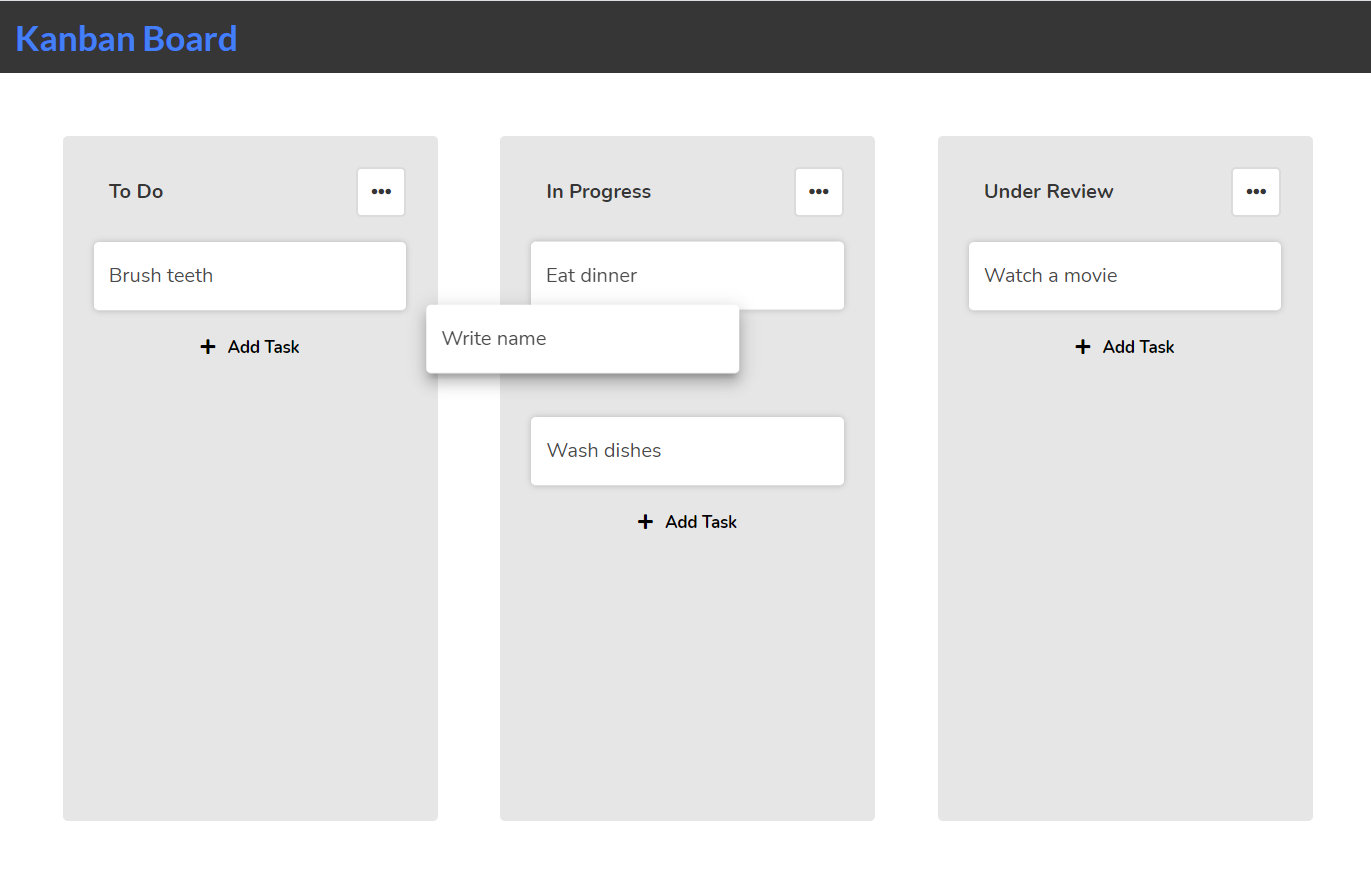 Kanban Board
To Do
Brush teeth
Add Task
In Progress
Eat dinner
Write name
Wash dishes
Add Task
Under Review
Watch a movie
Add Task